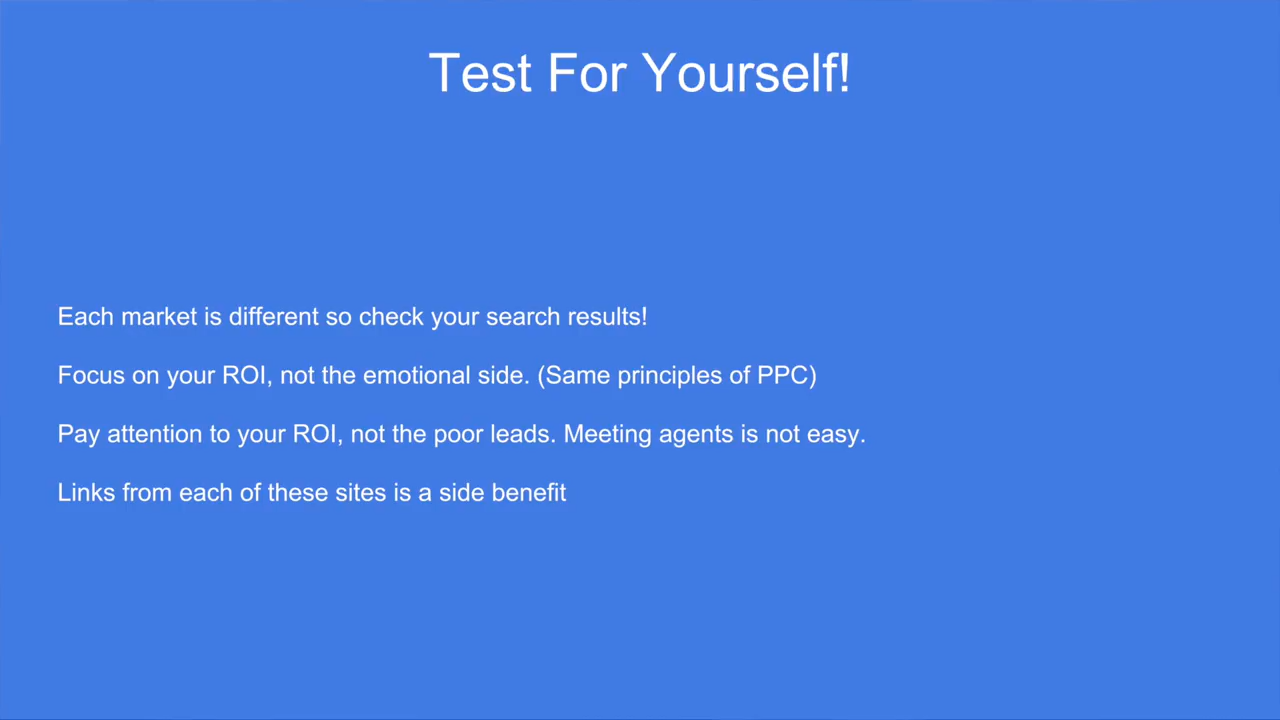 Test For Yourself!
Each market is different so check your search results!
Focus on your ROI, not the emotional side. (Same principles of PPC)
Pay attention to your ROI, not the poor leads. Meeting agents is not easy.
Links from each of these sites is a side benefit